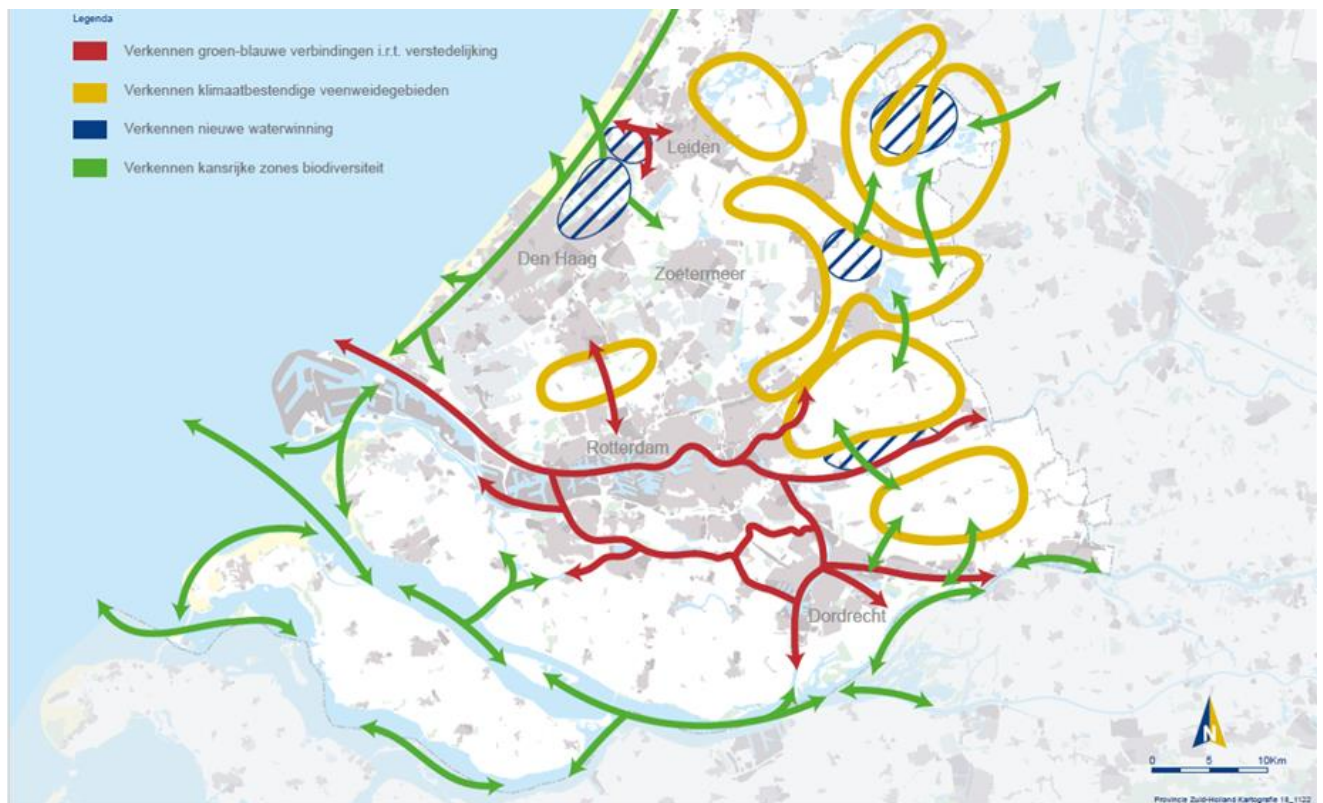 Legenda
Verkennen groen-blauwe verbindingen i.r.t. verstedelijking
Verkennen klimaatbestendige veenweidegebieden
Verkennen nieuwe waterwinning
Verkennen kansrijke zones biodiversiteit
Leiden
Den Haag
Zoetermeer
Rotterdam
Dordrecht
N
0 5 10Km
Provincie Zuid-Holland Kartografie 18_1122